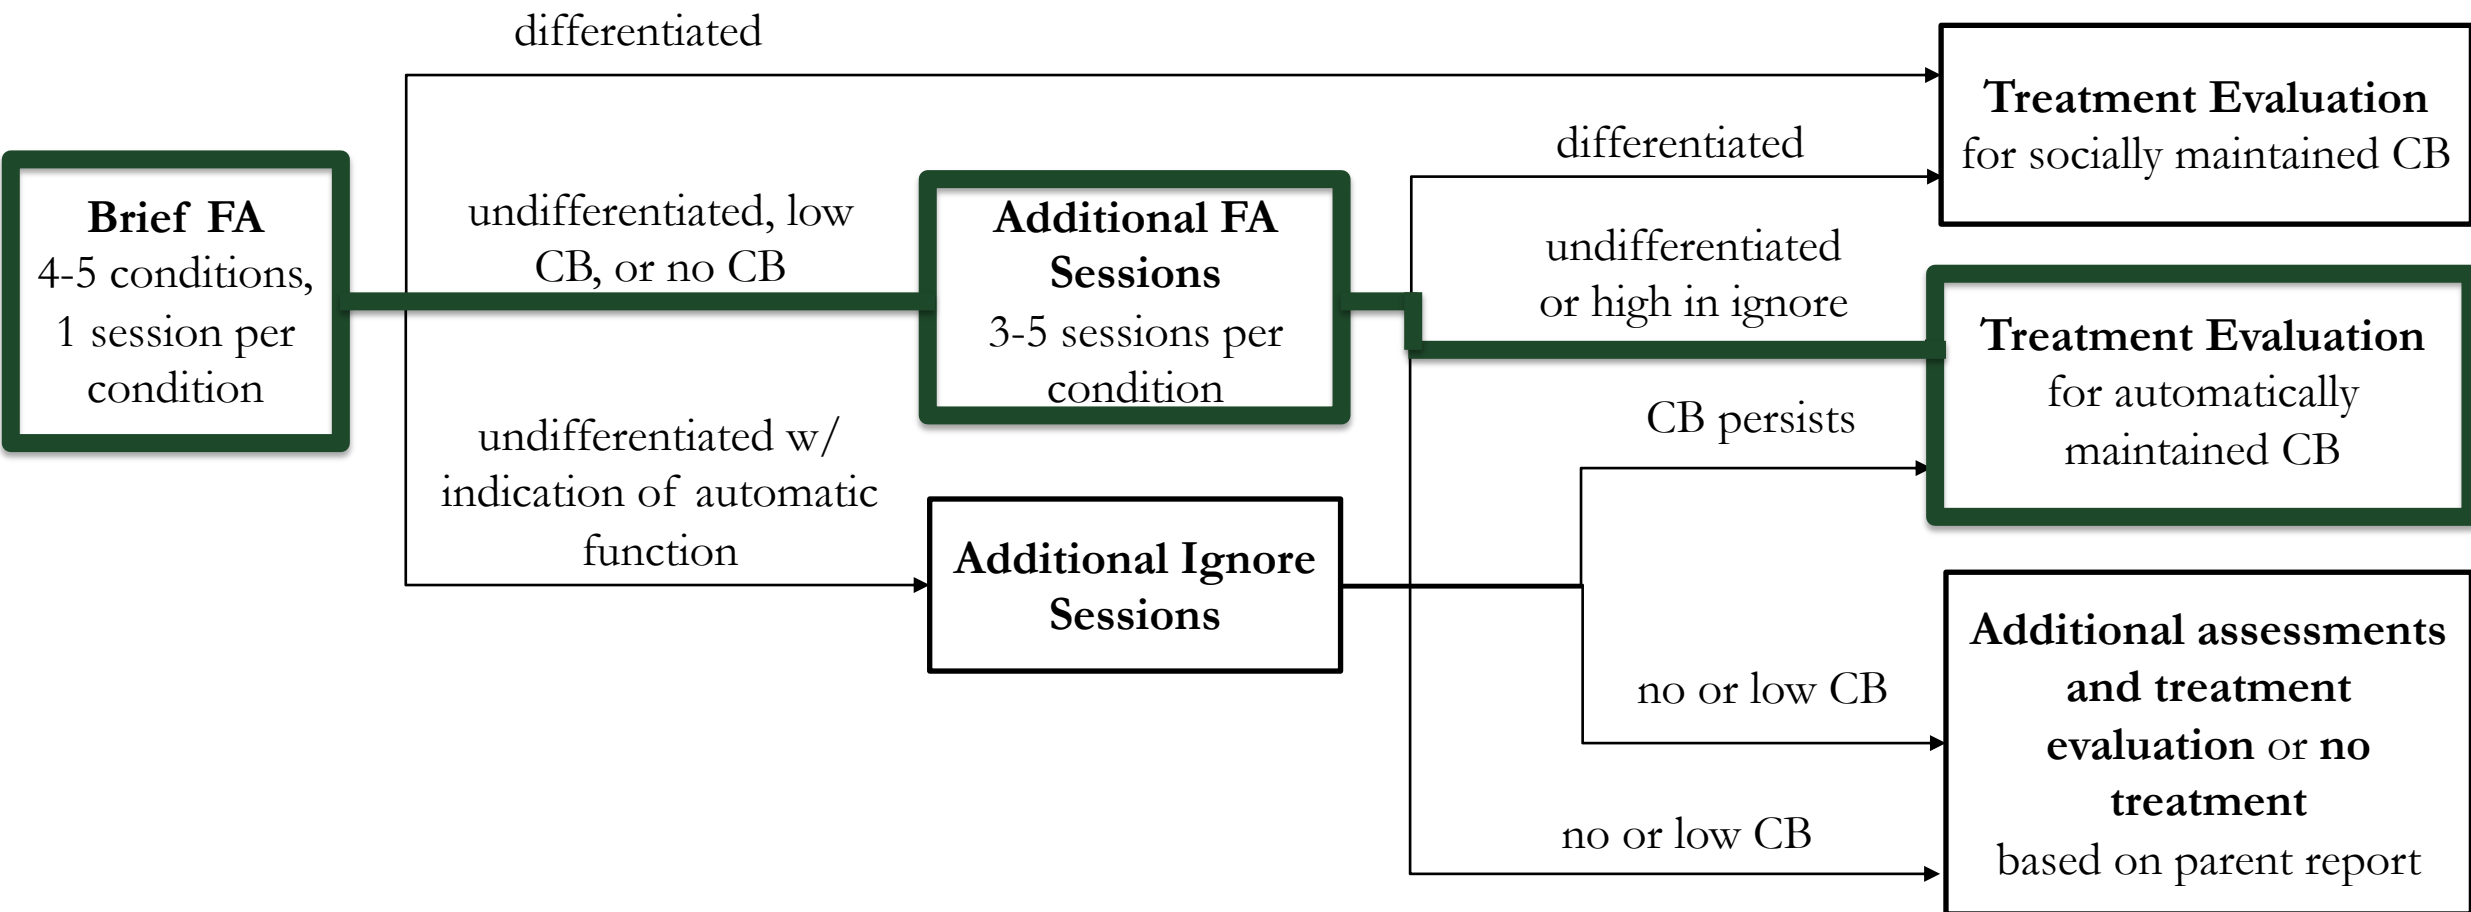 differentiated
Brief FA
4-5 conditions,
1 session per
condition
undifferentiated, low
CB, or no CB
undifferentiated w/
indication of automatic
function
Additional FA
Sessions
3-5 sessions per
condition
Additional Ignore
Sessions
differentiated
undifferentiated
or high in ignore
CB persists
no or low CB
no or low CB
Treatment Evaluation
for socially maintained CB
Treatment Evaluation
for automatically
maintained CB
Additional assessments
and treatment
evaluation or no
treatment
based on parent report